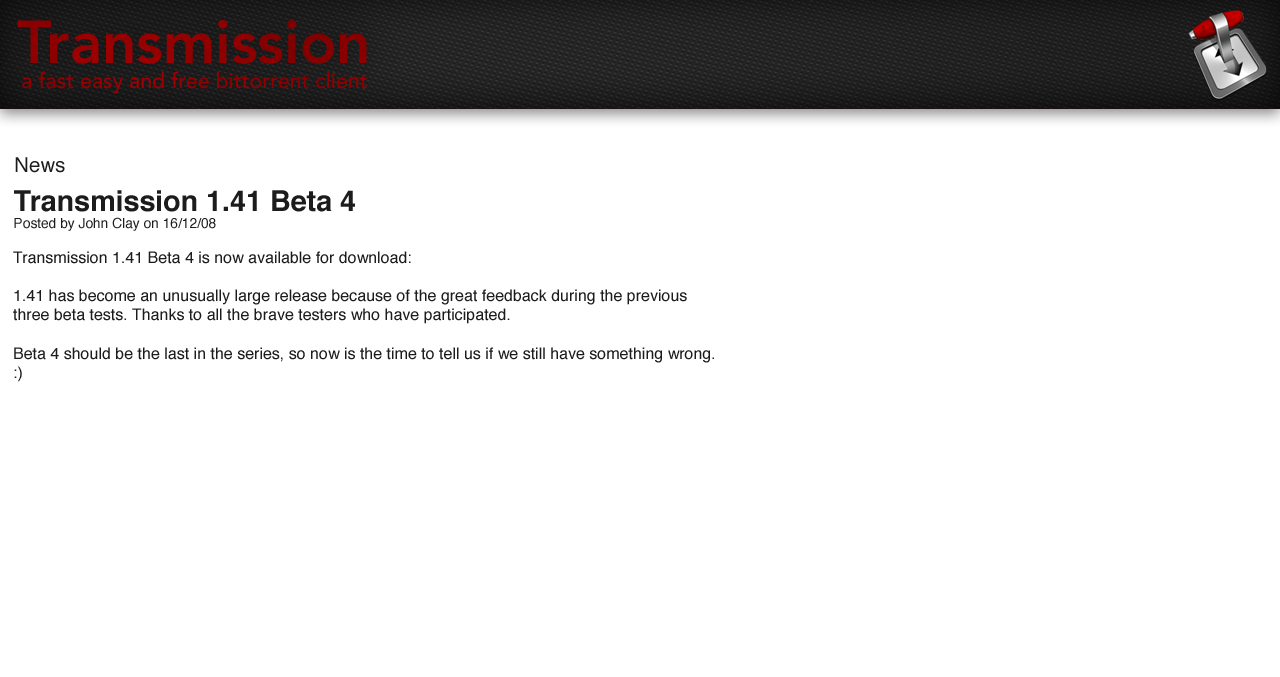 Transmission
a fast easy and free bittorrent client
News
Transmission 1.41 Beta 4
Posted by John Clay on 16/12/08
Transmission 1.41 Beta 4 is now available for download:
1.41 has become an unusually large release because of the great feedback during the previous
three beta tests. Thanks to all the brave testers who have participated.
Beta 4 should be the last in the series, so now is the time to tell us if we still have something wrong.
:)